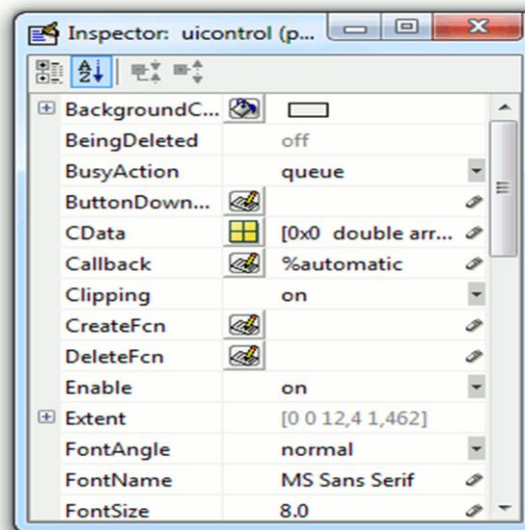 Inspector: uicontrol (p...
BackgroundC...
BeingDeleted off
BusyAction queue
ButtonDown...
CData [0x0 double arr...
Callback %automatic
Clipping on
CreateFcn
DeleteFcn
Enable on
Extent [0 0 12,4 1,462]
FontAngle normal
FontName MS Sans Serif
FontSize 8.0